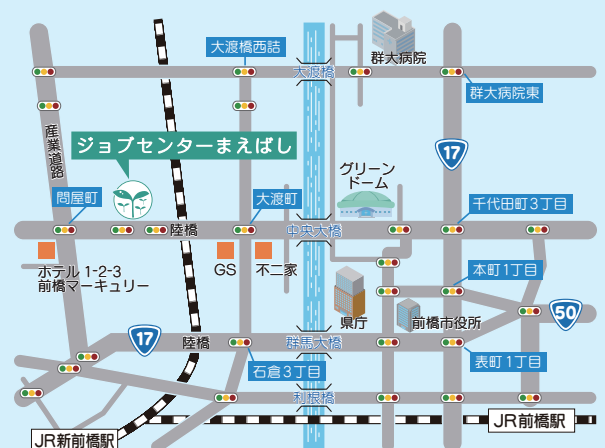 群大病院
大渡橋西詰
大渡橋
群大病院東
産業道路
ジョブセンターまえばし
17
グリーン
ドーム
問屋町
大渡町
千代田町3丁目
陸橋
中央大橋
ホテル 1-2-3
前橋マーキュリー
GS
不二家
本町1丁目
県庁
前橋市役所
50
17
陸橋
群馬大橋
石倉3丁目
表町1丁目
利根橋
JR前橋駅
JR新前橋駅